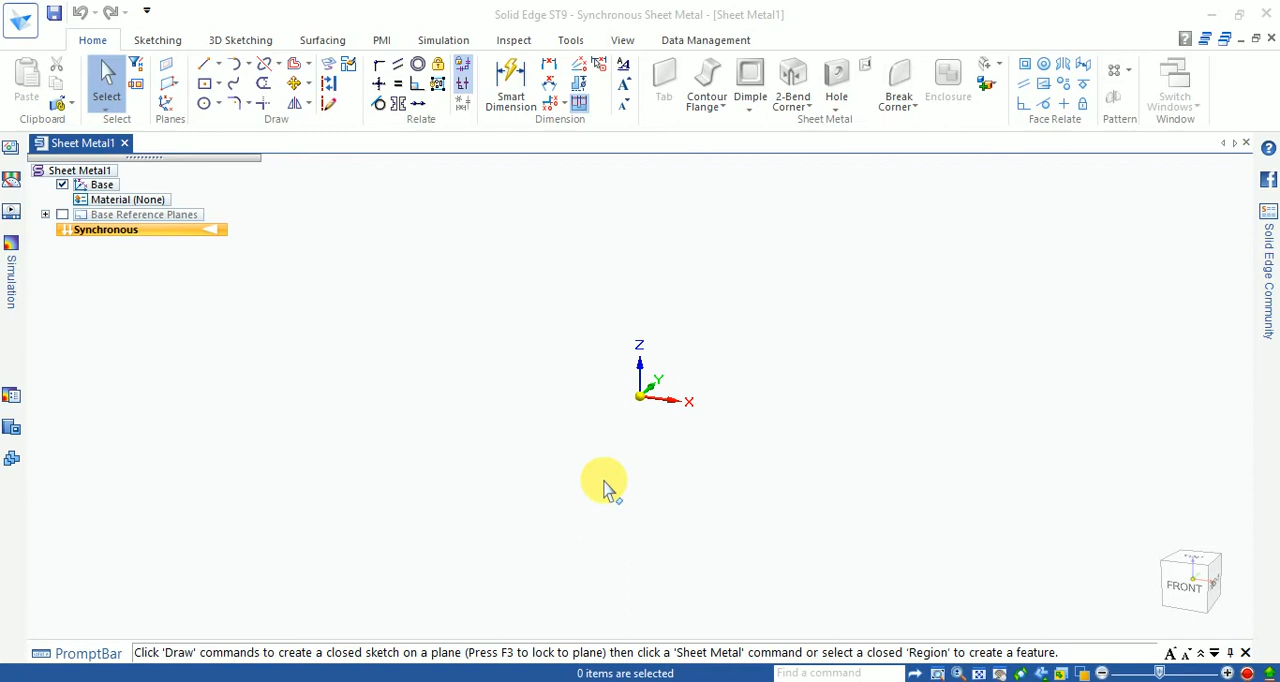 Solid Edge ST9 - Synchronous Sheet Metal - [Sheet Metal1]
Home Sketching 3D Sketching Surfacing PMI Simulation Inspect Tools View Data Management
Paste
Clipboard
Select
Select
Planes
Draw
Relate
Smart
Dimension
Dimension
Tab
Contour
Flange
Dimple
2-Bend
Corner
Hole
Break
Corner
Enclosure
Sheet Metal
Face Relate
Pattern
Switch
Windows
Window
Sheet Metal1
Sheet Metal1
Base
Material (None)
Base Reference Planes
Synchronous
Simulation
Solid Edge Community
Z
Y
X
FRONT
PromptBar
Click 'Draw' commands to create a closed sketch on a plane (Press F3 to lock to plane) then click a 'Sheet Metal' command or select a closed 'Region' to create a feature.
0 items are selected
Find a command